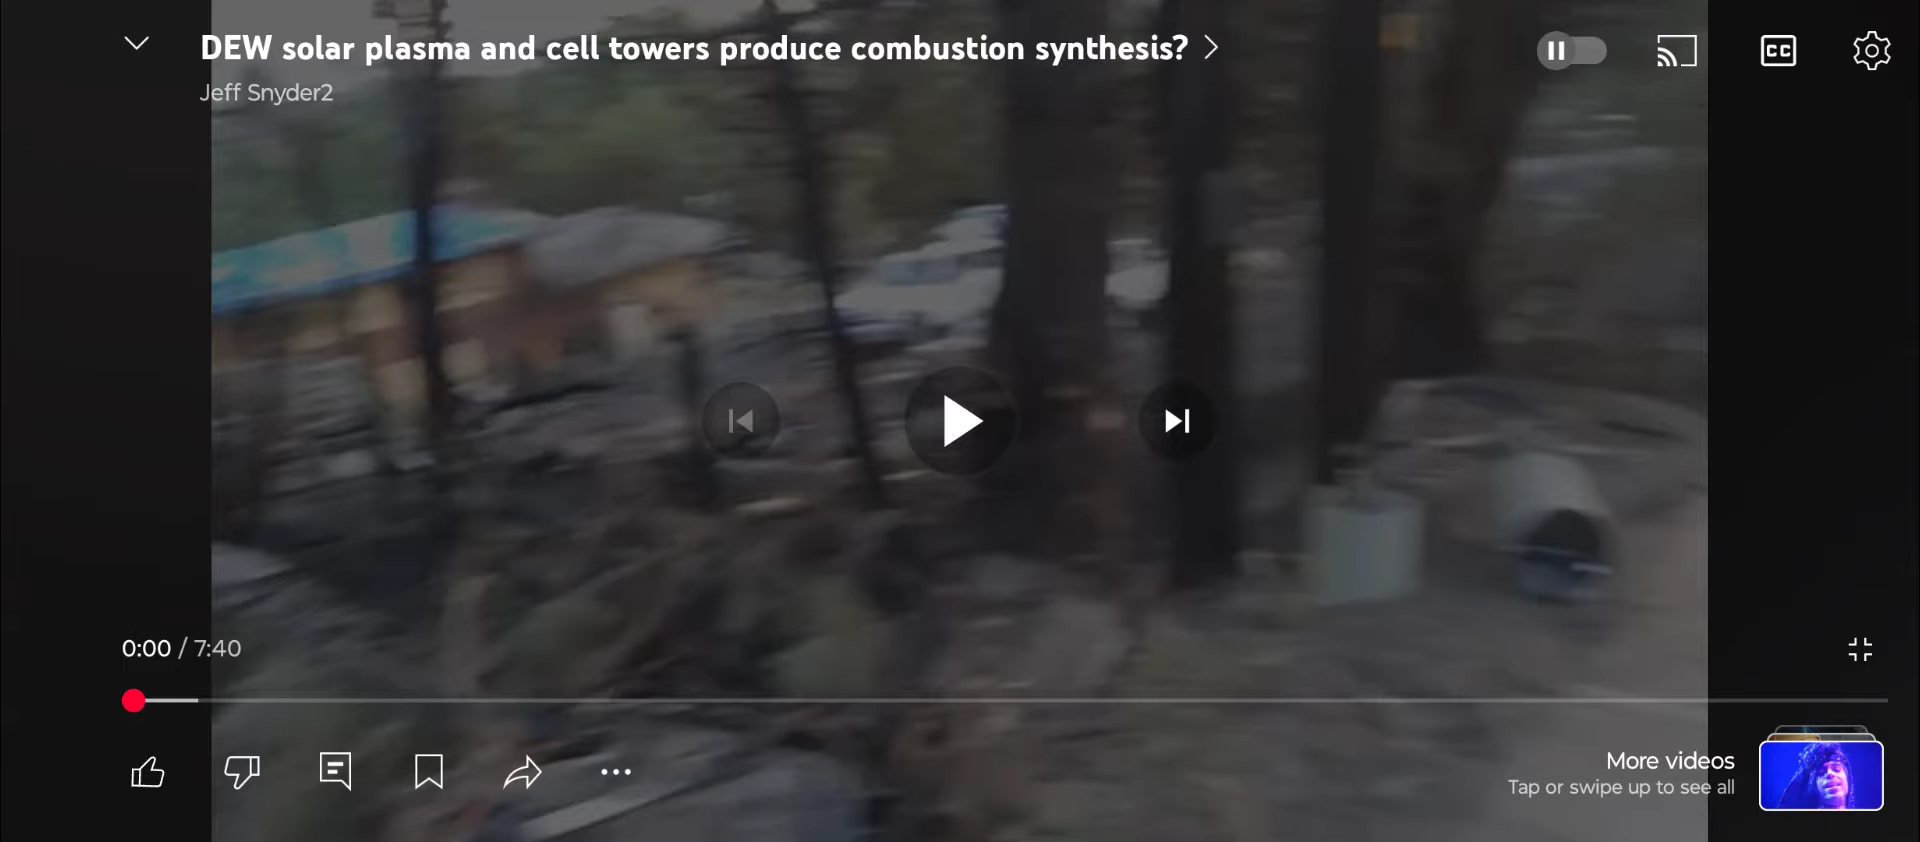 DEW solar plasma and cell towers produce combustion synthesis?
Jeff Snyder2
CC
0:00 / 7:40
More videos
Tap or swipe up to see all